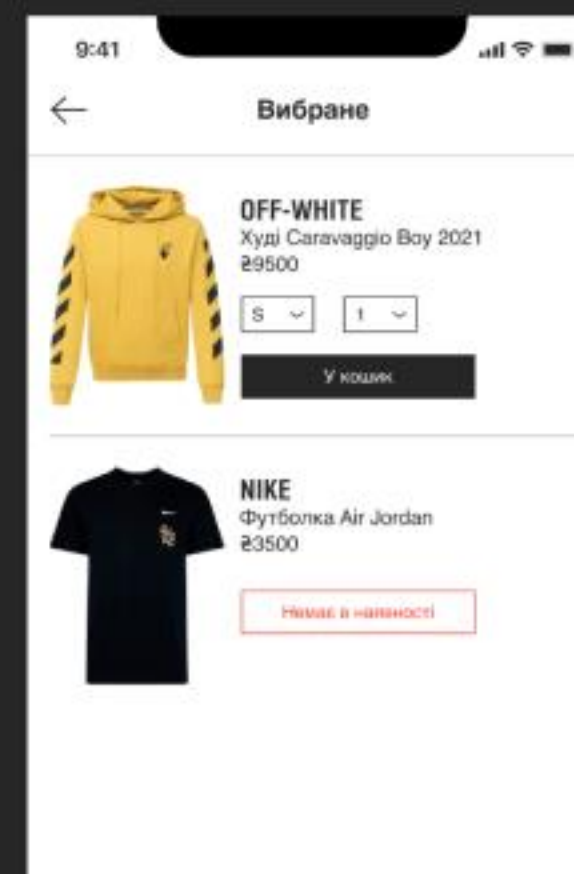 9:41
Вибране
OFF-WHITE
Худі Caravaggio Boy 2021
₴9500
S 1
У кошик
NIKE
Футболка Air Jordan
₴3500
Немає в наявності